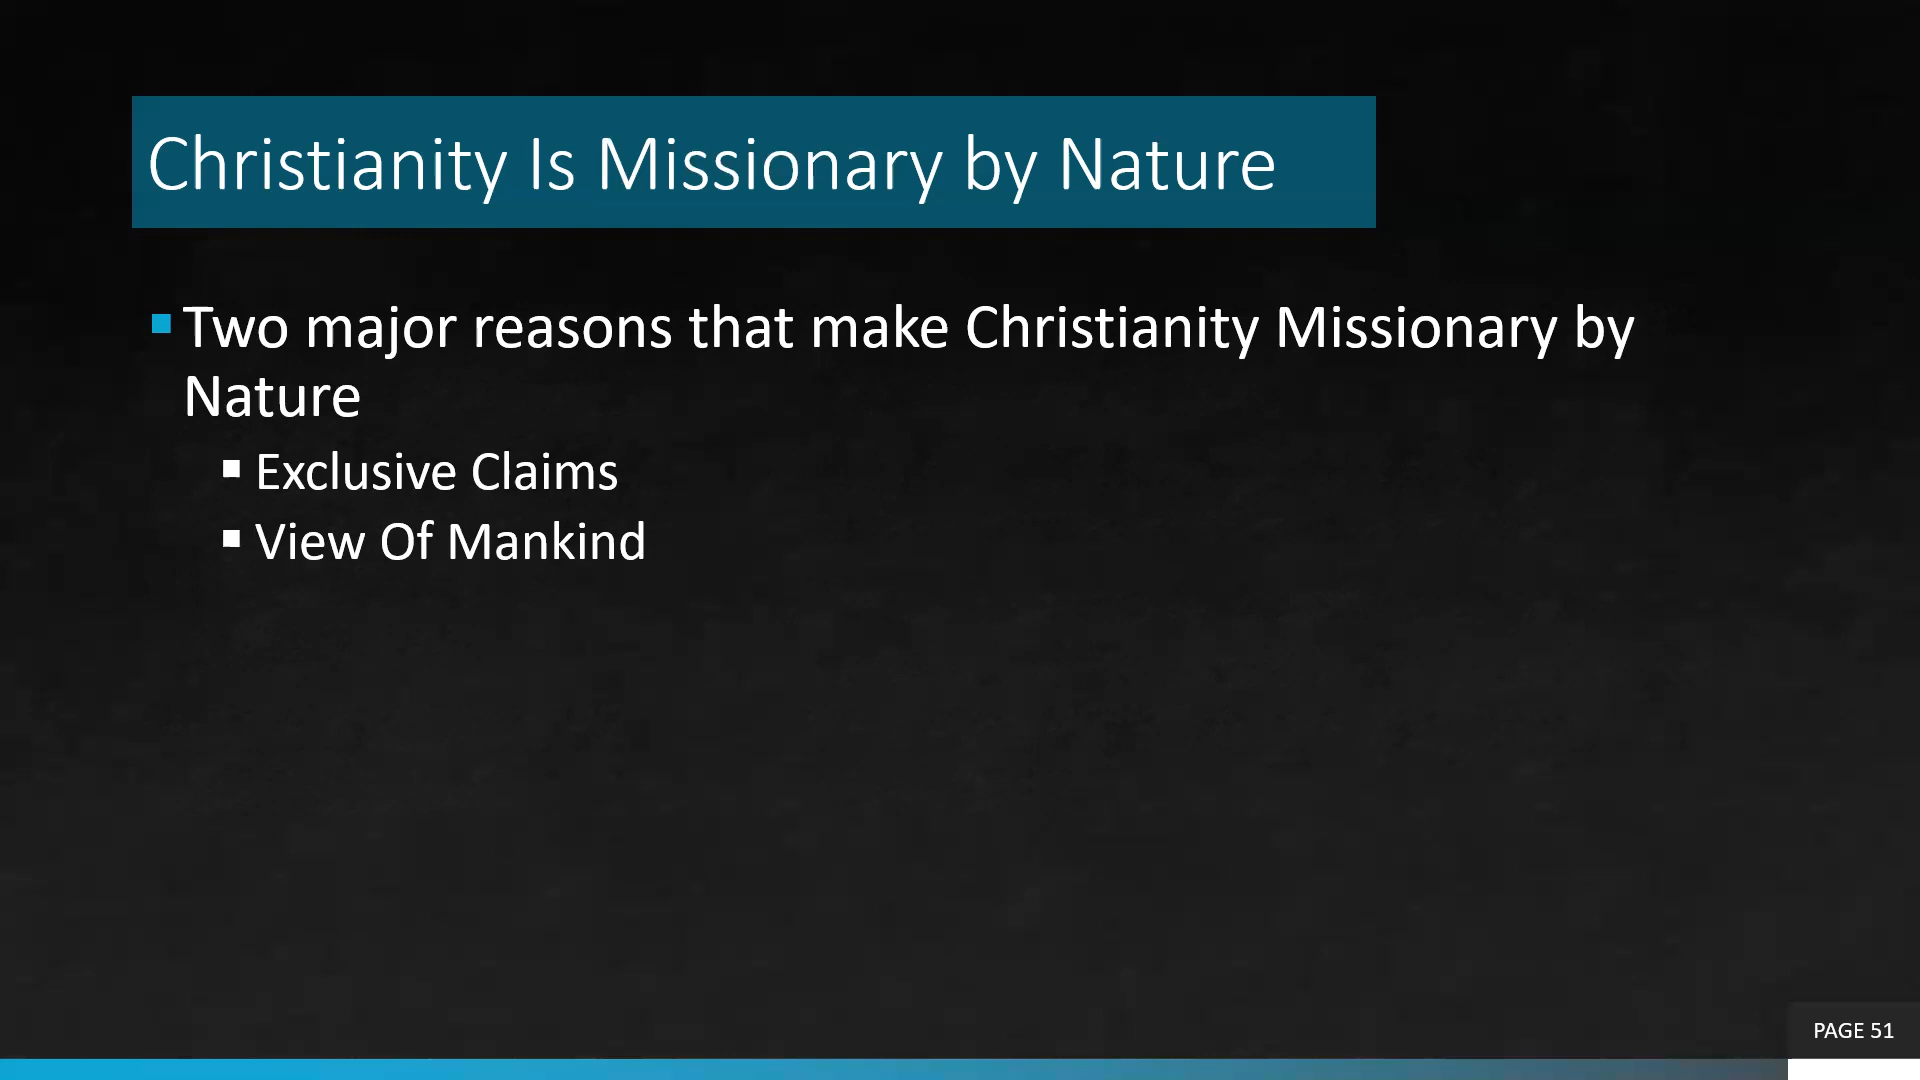 Christianity Is Missionary by Nature
Two major reasons that make Christianity Missionary by
Nature
Exclusive Claims
View Of Mankind
PAGE 51